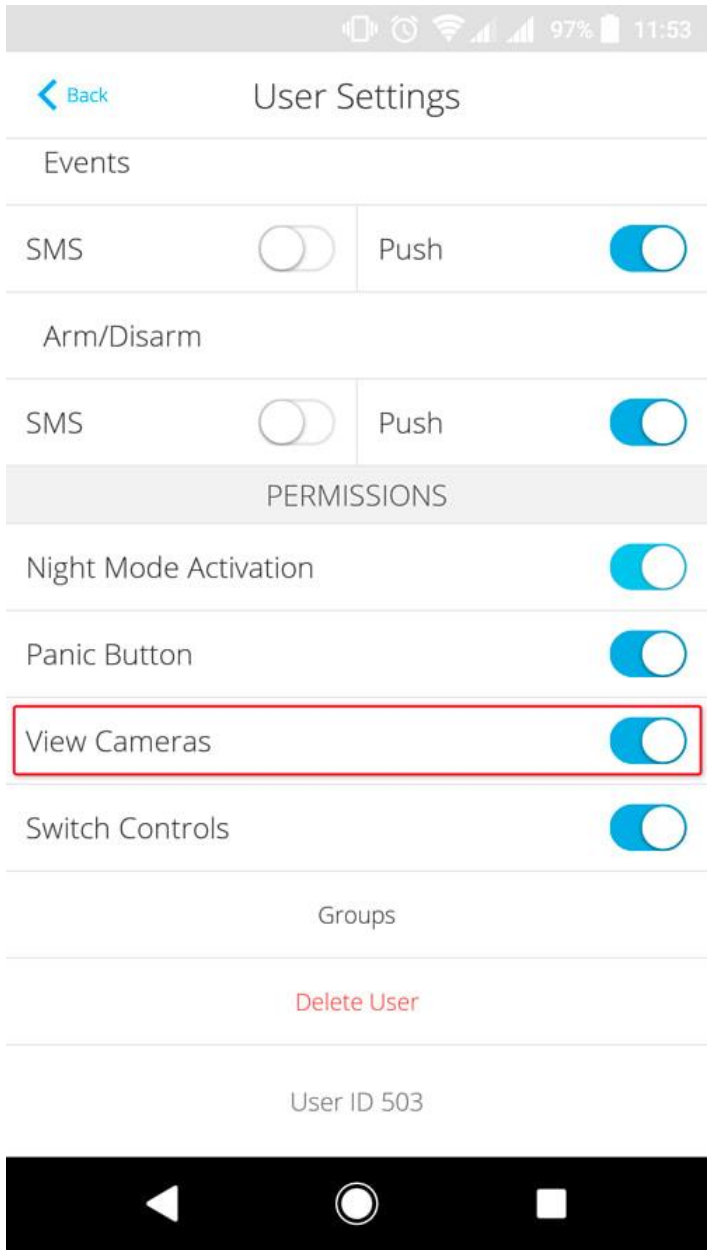 97% 11:53
Back User Settings
Events
SMS Push
Arm/Disarm
SMS Push
PERMISSIONS
Night Mode Activation
Panic Button
View Cameras
Switch Controls
Groups
Delete User
User ID 503